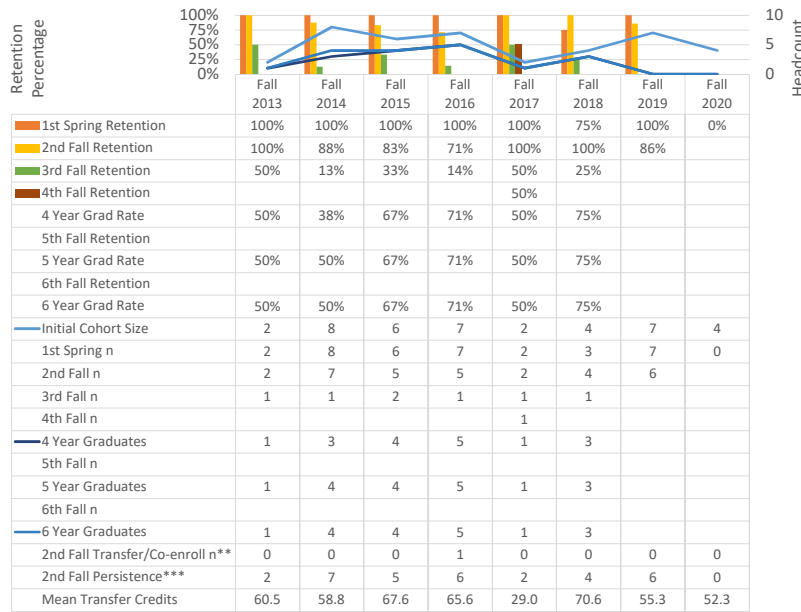 Retention
Percentage
100%
75%
50%
25%
0%
10
5
0
Headcount
Fall 2013 Fall 2014 Fall 2015 Fall 2016 Fall 2017 Fall 2018 Fall 2019 Fall 2020
1st Spring Retention 100% 100% 100% 100% 100% 75% 100% 0%
2nd Fall Retention 100% 88% 83% 71% 100% 100% 86%
3rd Fall Retention 50% 13% 33% 14% 50% 25%
4th Fall Retention 50%
4 Year Grad Rate 50% 38% 67% 71% 50% 75%
5th Fall Retention
5 Year Grad Rate 50% 50% 67% 71% 50% 75%
6th Fall Retention
6 Year Grad Rate 50% 50% 67% 71% 50% 75%
Initial Cohort Size 2 8 6 7 2 4 7 4
1st Spring n 2 8 6 7 2 3 7 0
2nd Fall n 2 7 5 5 2 4 6
3rd Fall n 1 1 2 1 1 1
4th Fall n 1
4 Year Graduates 1 3 4 5 1 3
5th Fall n
5 Year Graduates 1 4 4 5 1 3
6th Fall n
6 Year Graduates 1 4 4 5 1 3
2nd Fall Transfer/Co-enroll n** 0 0 0 1 0 0 0 0
2nd Fall Persistence*** 2 7 5 6 2 4 6 0
Mean Transfer Credits 60.5 58.8 67.6 65.6 29.0 70.6 55.3 52.3